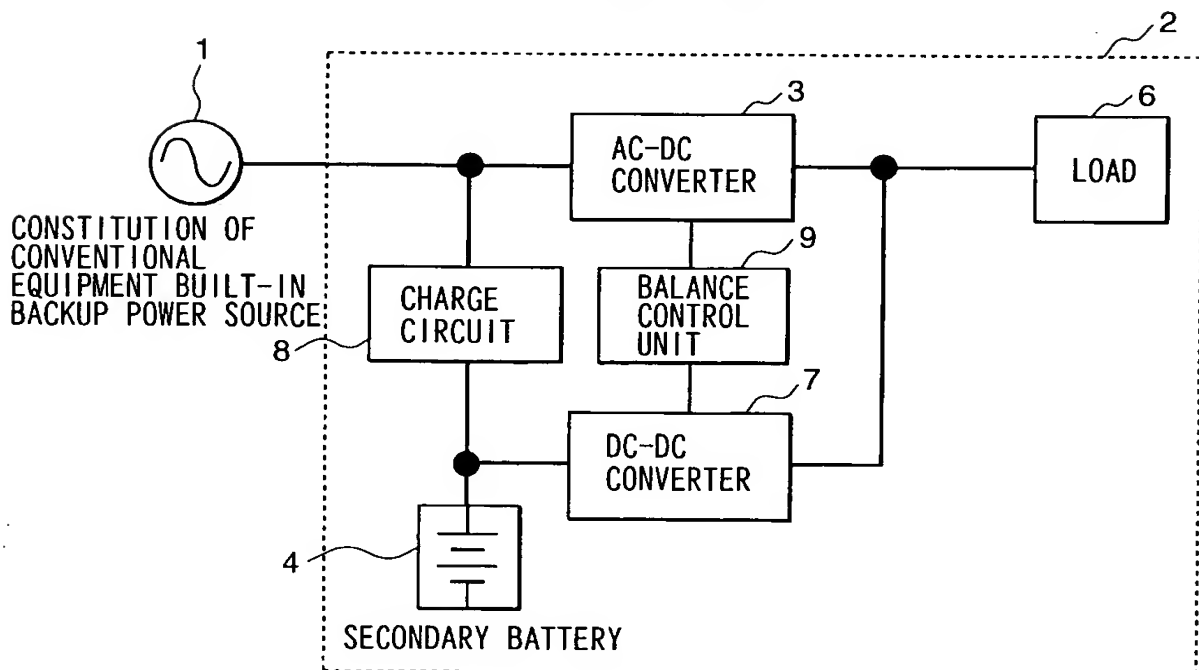 1
2
3
6
AC-DC
CONVERTER
LOAD
CONSTITUTION OF
CONVENTIONAL
EQUIPMENT BUILT-IN
BACKUP POWER SOURCE
9
CHARGE
CIRCUIT
BALANCE
CONTROL
UNIT
8
7
DC-DC
CONVERTER
4
SECONDARY BATTERY